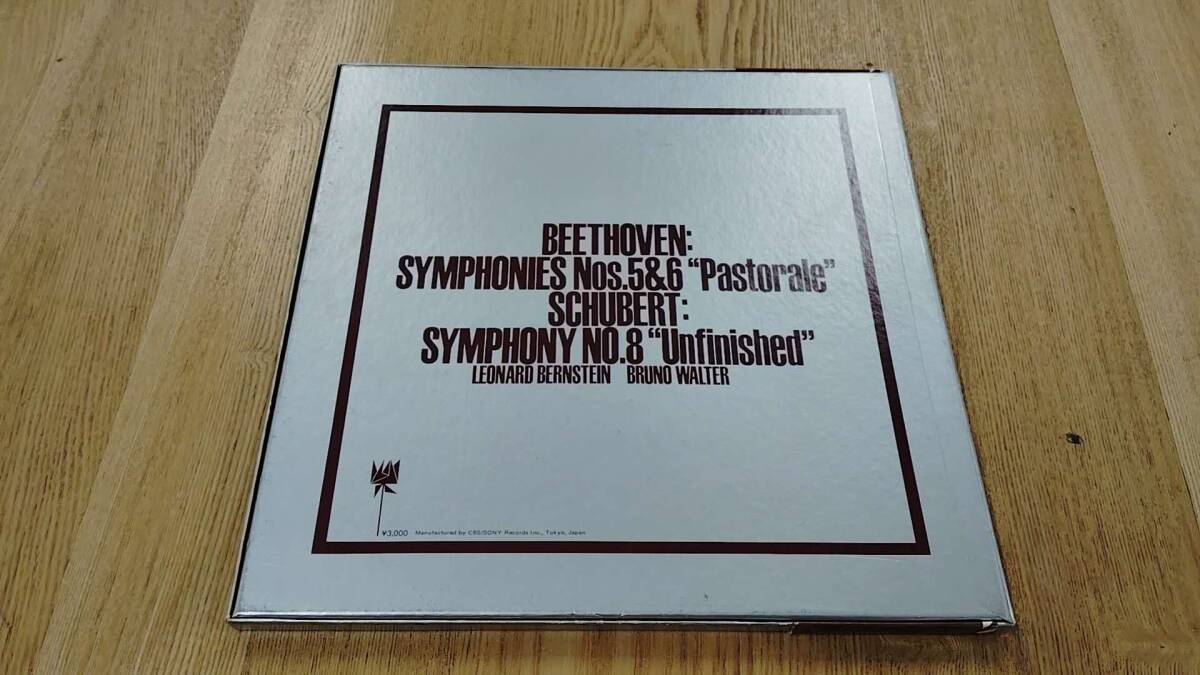 BEETHOVEN:
SYMPHONIES Nos.5&6 "Pastorale"
SCHUBERT:
SYMPHONY NO.8 "Unfinished"
LEONARD BERNSTEIN BRUNO WALTER
¥3,000 Manufactured by CBS/SONY Records Inc., Tokyo, Japan